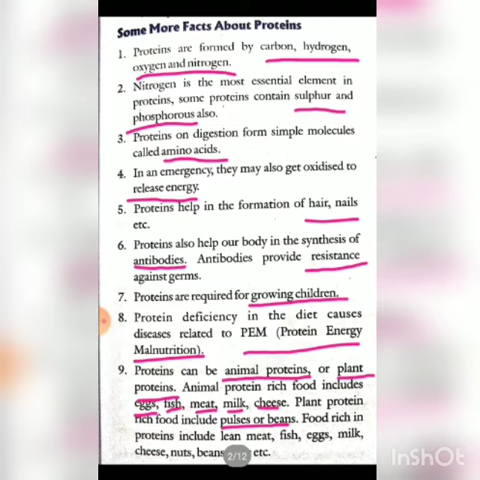 Some More Facts About Proteins
1. Proteins are formed by carbon, hydrogen,
oxygen and nitrogen.
2. Nitrogen is the most essential element in
proteins, some proteins contain sulphur and
phosphorous also.
3. Proteins on digestion form simple molecules
called amino acids.
4. In an emergency, they may also get oxidised to
release energy.
5. Proteins help in the formation of hair, nails
etc.
6. Proteins also help our body in the synthesis of
antibodies. Antibodies provide resistance
against germs.
7. Proteins are required for growing children.
8. Protein deficiency in the diet causes
diseases related to PEM (Protein Energy
Malnutrition).
9. Proteins can be animal proteins, or plant
proteins. Animal protein rich food includes
eggs, fish, meat, milk, cheese. Plant protein
rich food include pulses or beans. Food rich in
proteins include lean meat, fish, eggs, milk,
cheese, nuts, beans etc.
2/12
InShOt